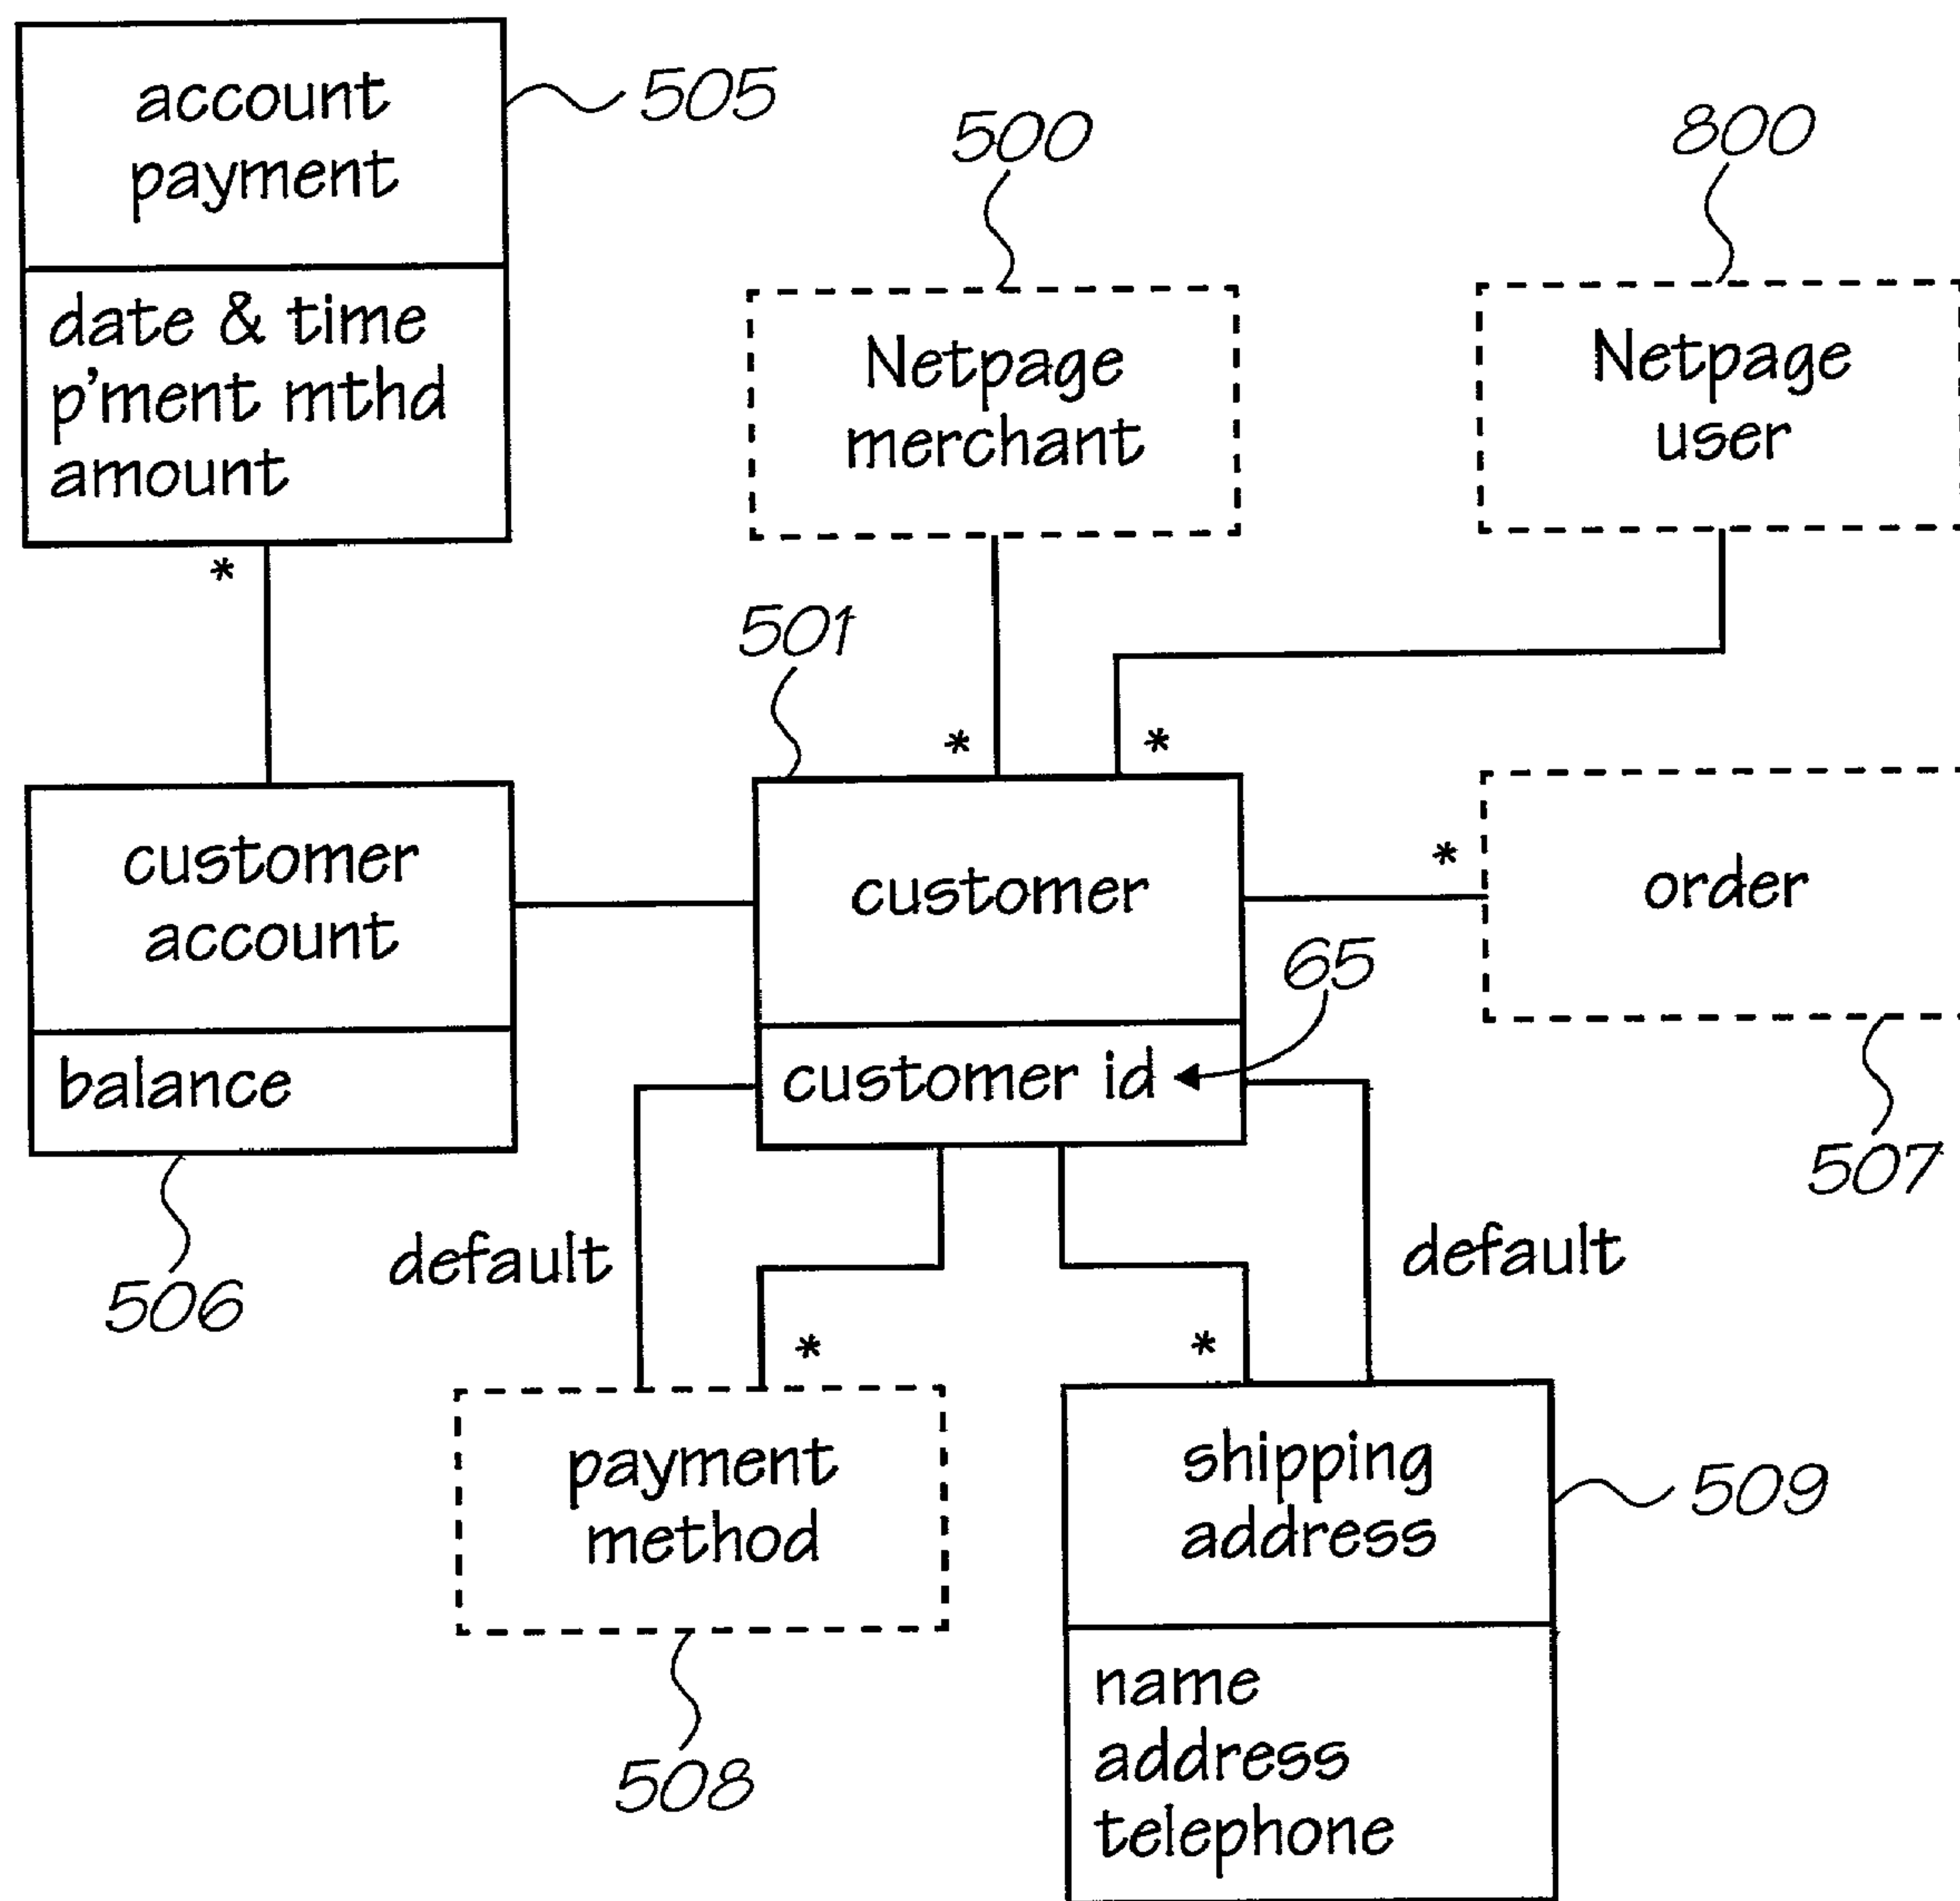 account
payment
505
date & time
p'ment mthd
amount
*
500
Netpage
merchant
800
Netpage
user
501
*
*
customer
account
balance
506
customer
customer id
65
*
order
507
default
*
*
default
payment
method
508
shipping
address
509
name
address
telephone